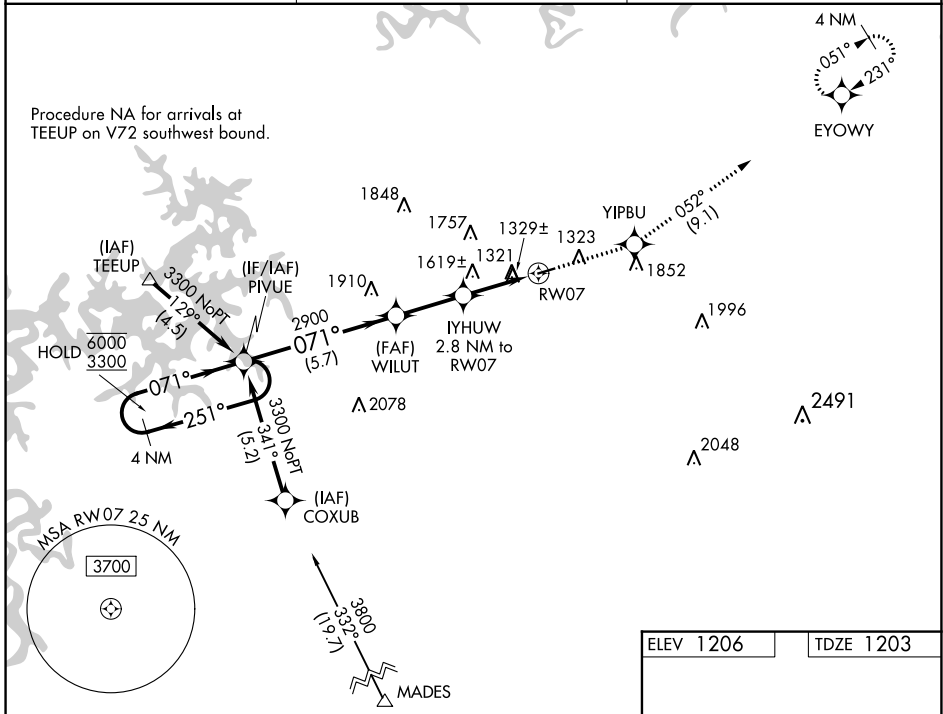 4 NM
051°
231°
EYOWY
Procedure NA for arrivals at
TEEUP on V72 southwest bound.
1848
1757
1329±
1323
YIPBU
052°
(9.1)
(IAF)
TEEUP
3300 NoPT
129°
(4.5)
(IF/IAF)
PIVUE
1619±
1321
1852
RW07
1910
2900
071°
(5.7)
(FAF)
WILUT
IYHUW
2.8 NM to
RW07
1996
HOLD
6000
3300
071°
251°
4 NM
2078
2491
2048
3300 NoPT
341°
(5.2)
(IAF)
COXUB
MSA RW07 25 NM
3700
3800
332°
(19.7)
MADES
ELEV 1206
TDZE 1203